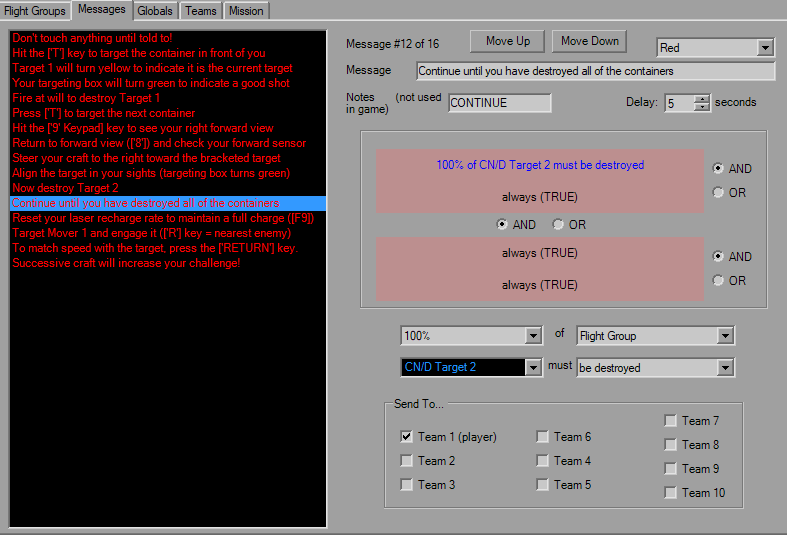 Flight Groups Messages Globals Teams Mission
Don't touch anything until told to!
Hit the ['T'] key to target the container in front of you
Target 1 will turn yellow to indicate it is the current target
Your targeting box will turn green to indicate a good shot
Fire at will to destroy Target 1
Press ['T'] to target the next container
Hit the ['9' Keypad] key to see your right forward view
Return to forward view (['8']) and check your forward sensor
Steer your craft to the right toward the bracketed target
Align the target in your sights (targeting box turns green)
Now destroy Target 2
Continue until you have destroyed all of the containers
Reset your laser recharge rate to maintain a full charge ([F9])
Target Mover 1 and engage it (['R'] key = nearest enemy)
To match speed with the target, press the ['RETURN'] key.
Successive craft will increase your challenge!
Message #12 of 16 Move Up Move Down Red
Message Continue until you have destroyed all of the containers
Notes (not used in game) CONTINUE Delay: 5 seconds
100% of CN/D Target 2 must be destroyed
always (TRUE)
AND
OR
AND OR
always (TRUE)
always (TRUE)
AND
OR
100% of Flight Group
CN/D Target 2 must be destroyed
Send To...
Team 1 (player)
Team 2
Team 3
Team 6
Team 4
Team 5
Team 7
Team 8
Team 9
Team 10